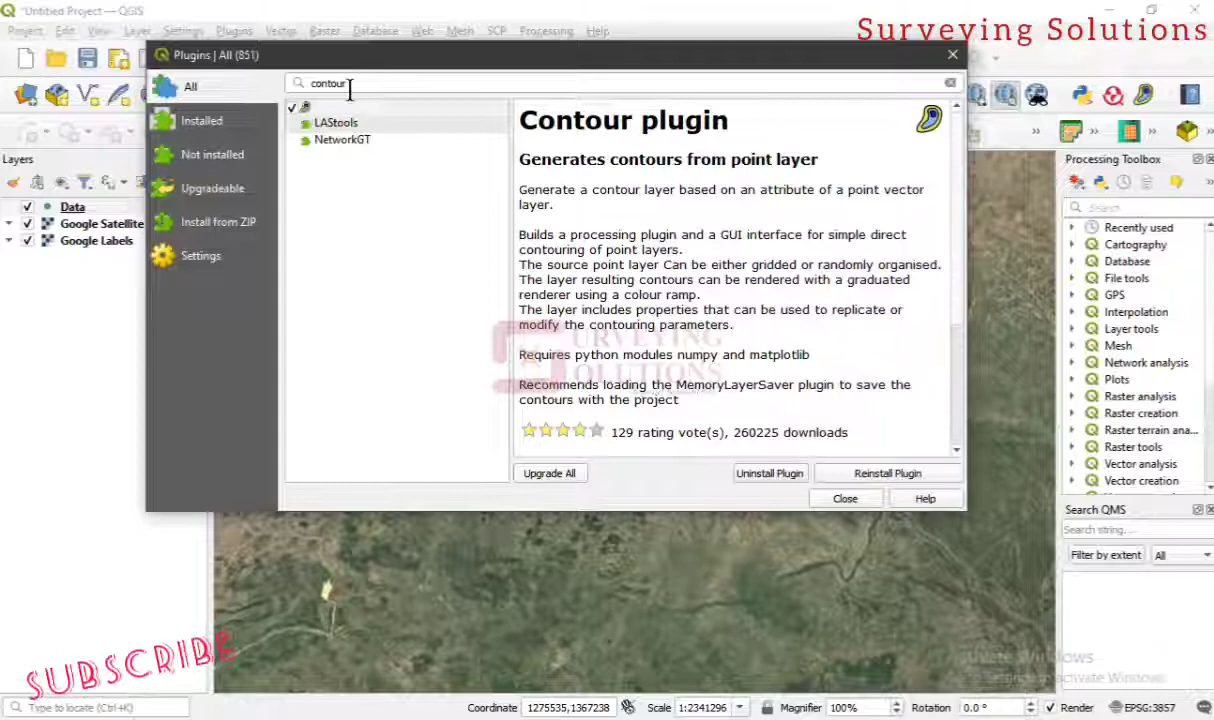 *Untitled Project — QGIS
Surveying Solutions
Project Edit View Layer Settings Plugins Vector Raster Database Web Mesh SCP Processing Help
Plugins | All (851)
All
contour
Installed
Not installed
Upgradeable
Install from ZIP
Settings
LAStools
NetworkGT
Contour plugin
Generates contours from point layer
Generate a contour layer based on an attribute of a point vector
layer.
Builds a processing plugin and a GUI interface for simple direct
contouring of point layers.
The source point layer Can be either gridded or randomly organised.
The layer resulting contours can be rendered with a graduated
renderer using a colour ramp.
The layer includes properties that can be used to replicate or
modify the contouring parameters.
Requires python modules numpy and matplotlib
Recommends loading the MemoryLayerSaver plugin to save the
contours with the project
129 rating vote(s), 260225 downloads
Upgrade All
Uninstall Plugin
Reinstall Plugin
Close
Help
Layers
Data
Google Satellite
Google Labels
Processing Toolbox
Search
Recently used
Cartography
Database
File tools
GPS
Interpolation
Layer tools
Mesh
Network analysis
Plots
Raster analysis
Raster creation
Raster terrain ana...
Raster tools
Vector analysis
Vector creation
Search QMS
Search string...
Filter by extent
All
SURVEYING
SOLUTIONS
SUBSCRIBE
Type to locate (Ctrl+K)
Coordinate 1275535,1367238
Scale 1:2341296
Magnifier 100%
Rotation 0.0 °
Render
EPSG:3857